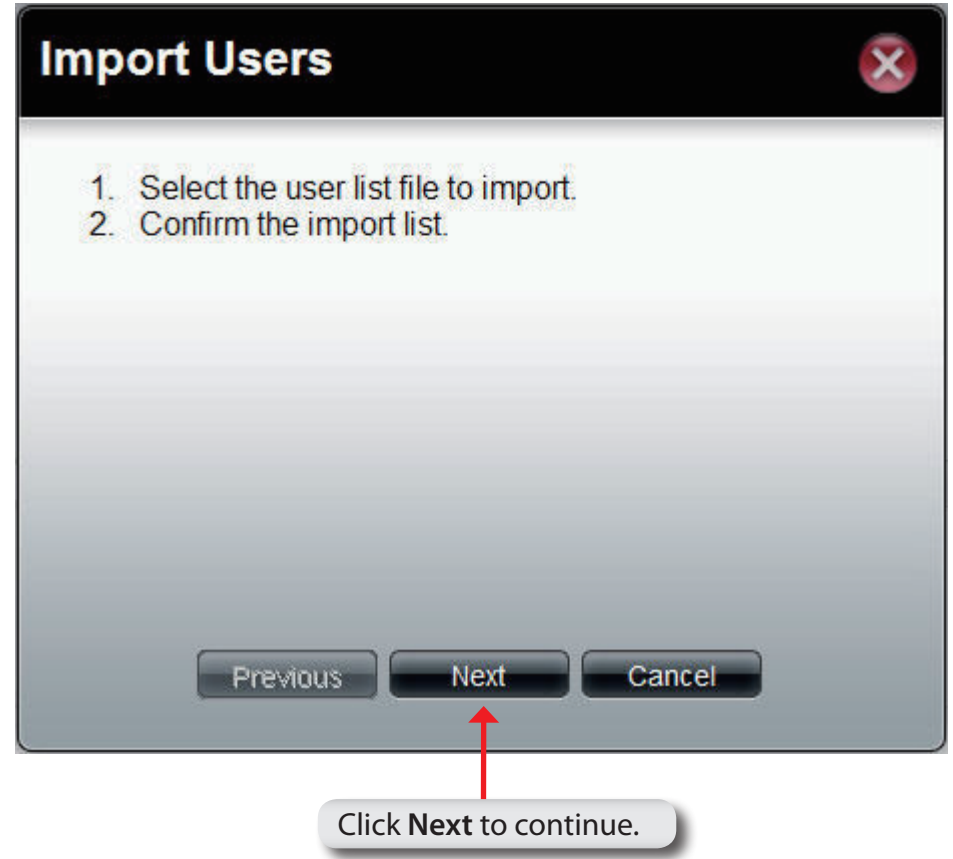 Import Users
1. Select the user list file to import.
2. Confirm the import list.
Previous Next Cancel
Click Next to continue.